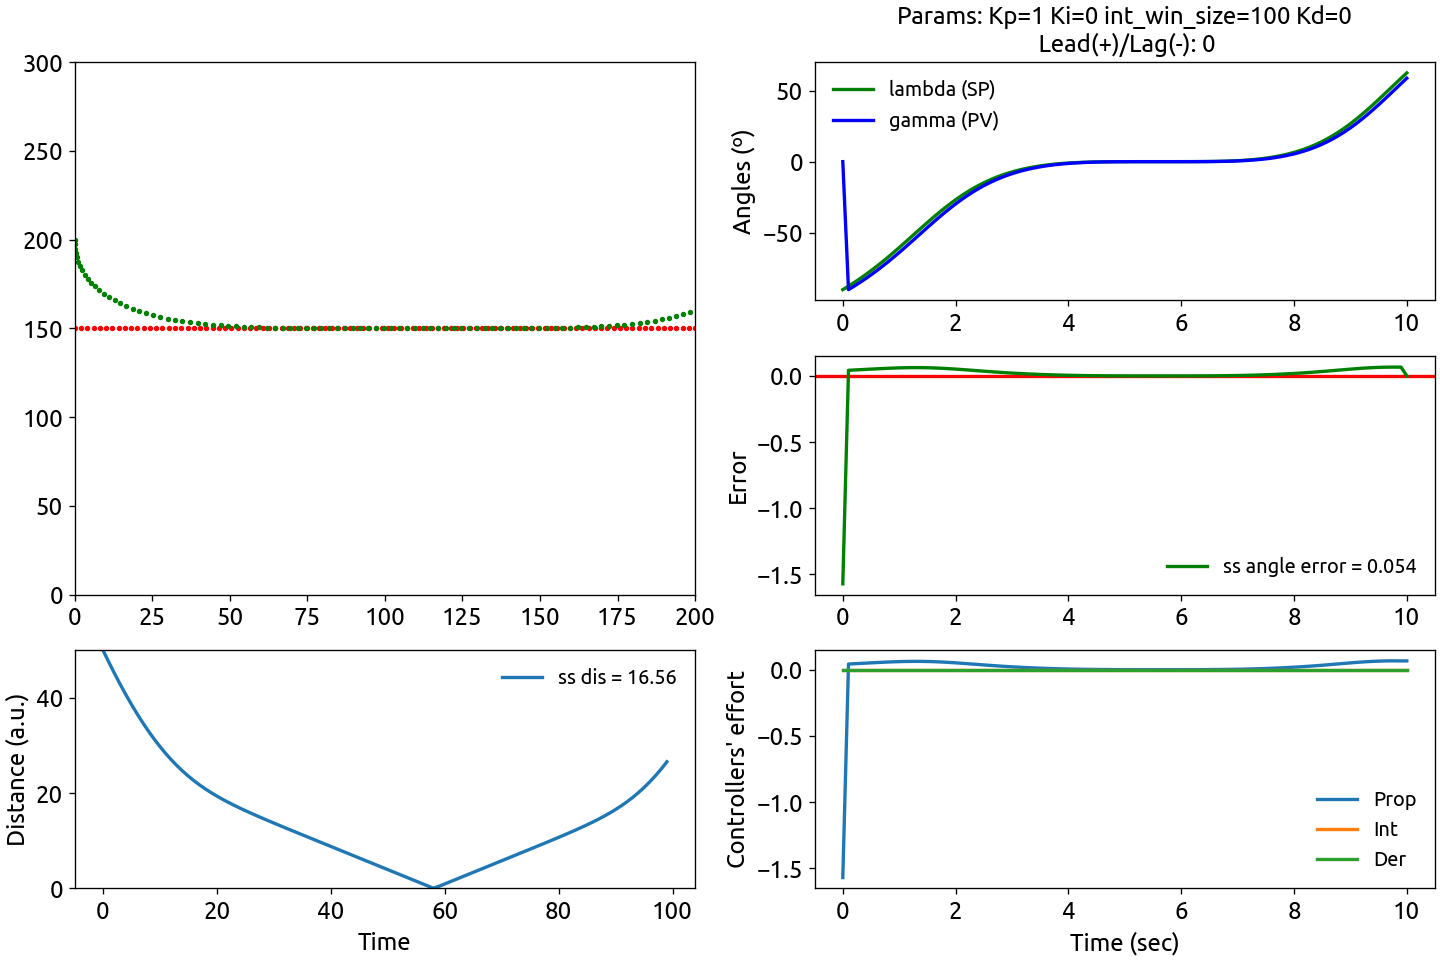 Params: Kp=1 Ki=0 int_win_size=100 Kd=0
Lead(+)/Lag(-): 0
300
250
200
150
100
50
0
0 25 50 75 100 125 150 175 200
Angles (º)
50
0
−50
lambda (SP)
gamma (PV)
0 2 4 6 8 10
Error
0.0
−0.5
−1.0
−1.5
ss angle error = 0.054
0 2 4 6 8 10
Distance (a.u.)
40
20
0
ss dis = 16.56
0 20 40 60 80 100
Time
Controllers' effort
0.0
−0.5
−1.0
−1.5
Prop
Int
Der
0 2 4 6 8 10
Time (sec)